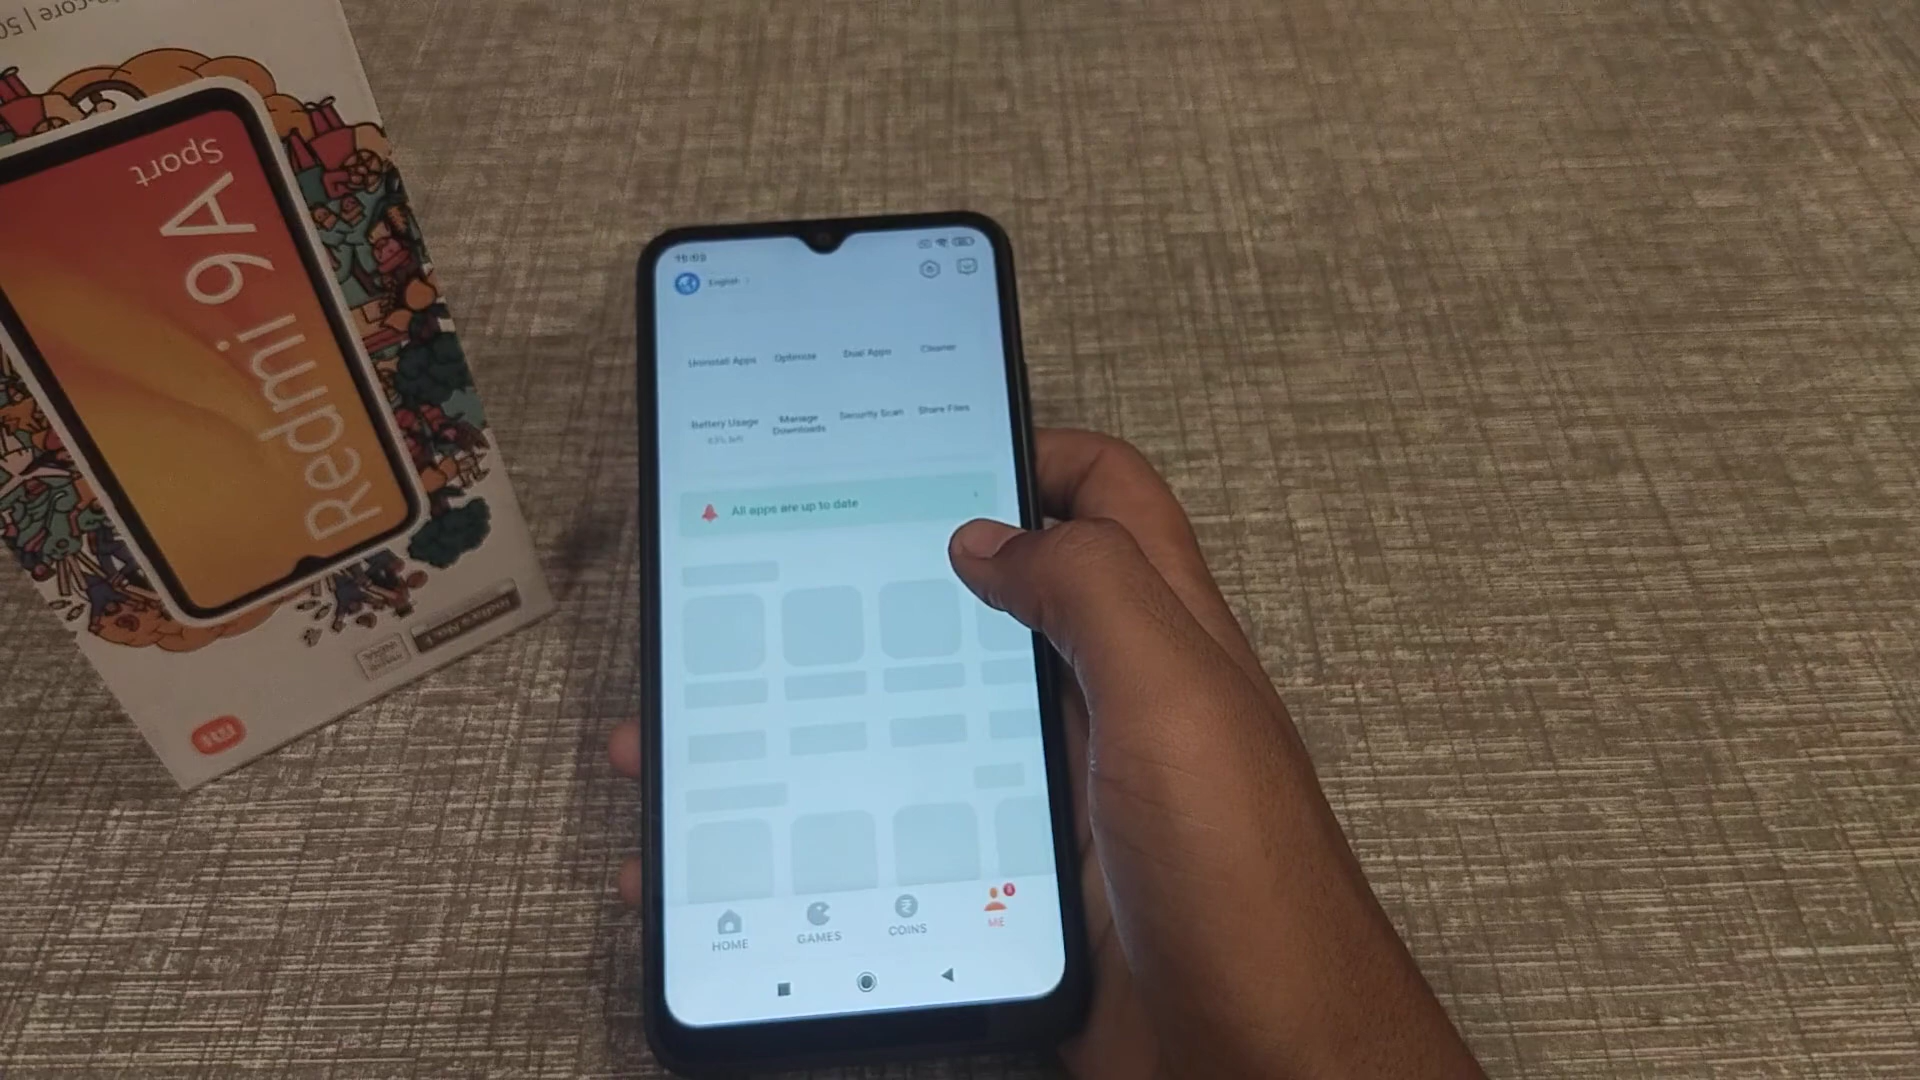 Redmi 9A
Sport
English
Uninstall Apps
Optimize
Dual Apps
Cleaner
Battery Usage
Manage
Downloads
Security Scan
Share Files
All apps are up to date
HOME
GAMES
COINS
ME